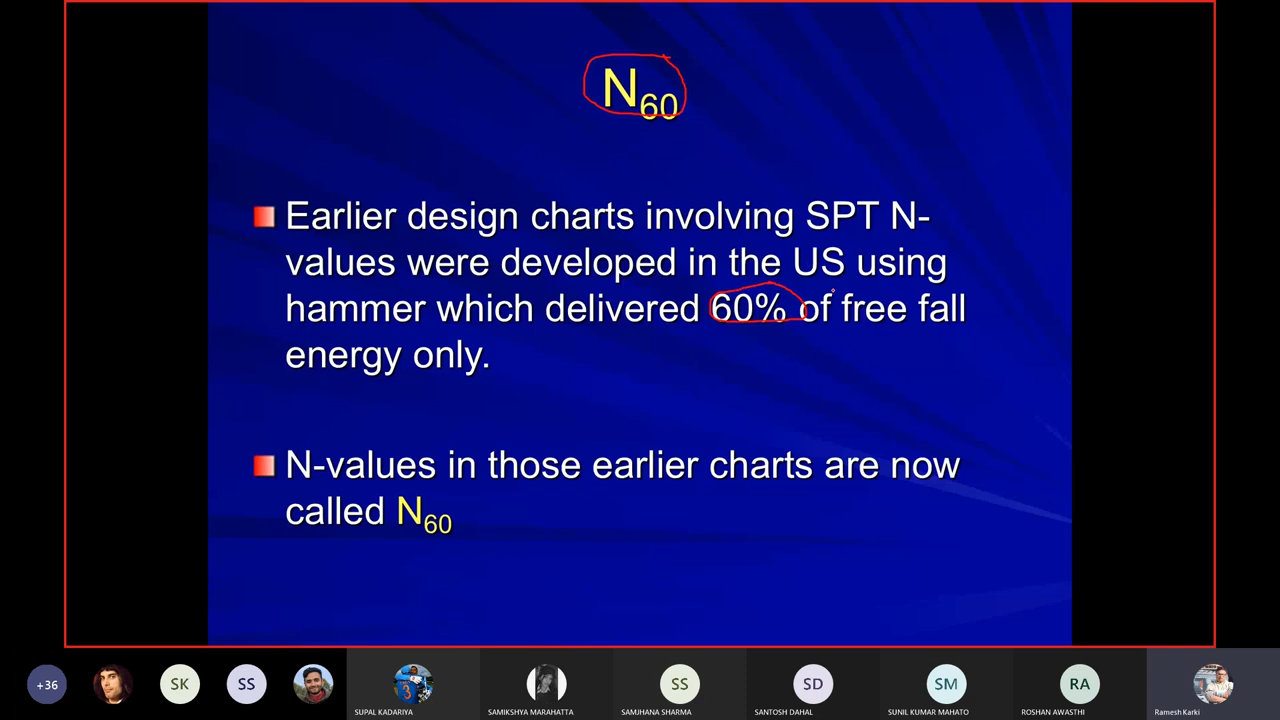 N60
Earlier design charts involving SPT N-
values were developed in the US using
hammer which delivered 60% of free fall
energy only.
N-values in those earlier charts are now
called N60
+36
SK
SS
SS
SD
SM
RA
SUPAL KADARIYA
SAMIKSHYA MARAHATTA
SAMJHANA SHARMA
SANTOSH DAHAL
SUNIL KUMAR MAHATO
ROSHAN AWASTHI
Ramesh Karki